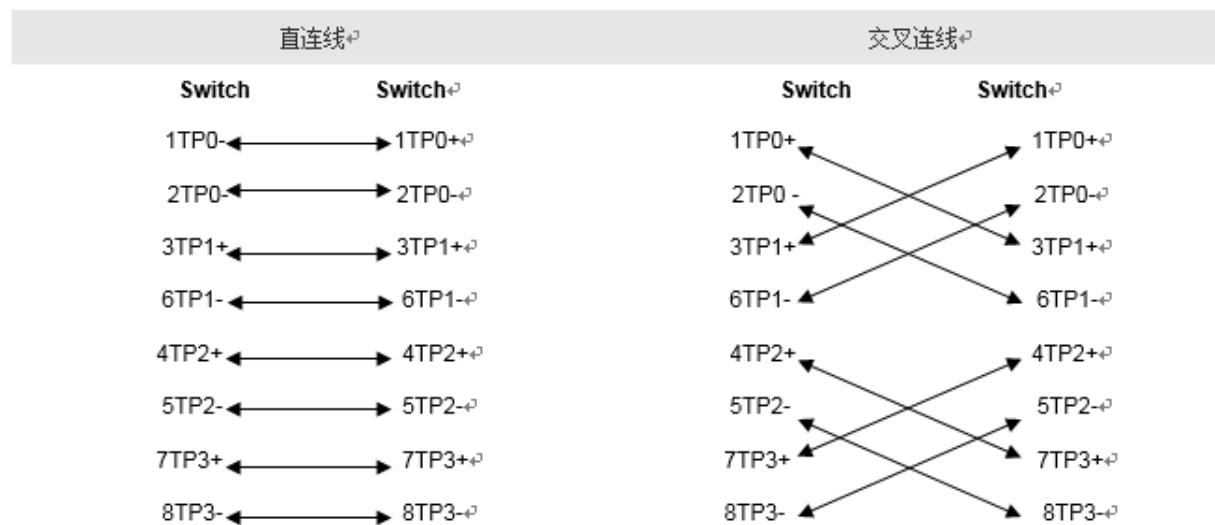 直连线 交叉连线
Switch Switch Switch Switch
1TP0- 1TP0+ 1TP0+ 1TP0+
2TP0- 2TP0- 2TP0 - 2TP0-
3TP1+ 3TP1+ 3TP1+ 3TP1+
6TP1- 6TP1- 6TP1- 6TP1-
4TP2+ 4TP2+ 4TP2+ 4TP2+
5TP2- 5TP2- 5TP2- 5TP2-
7TP3+ 7TP3+ 7TP3+ 7TP3+
8TP3- 8TP3- 8TP3- 8TP3-